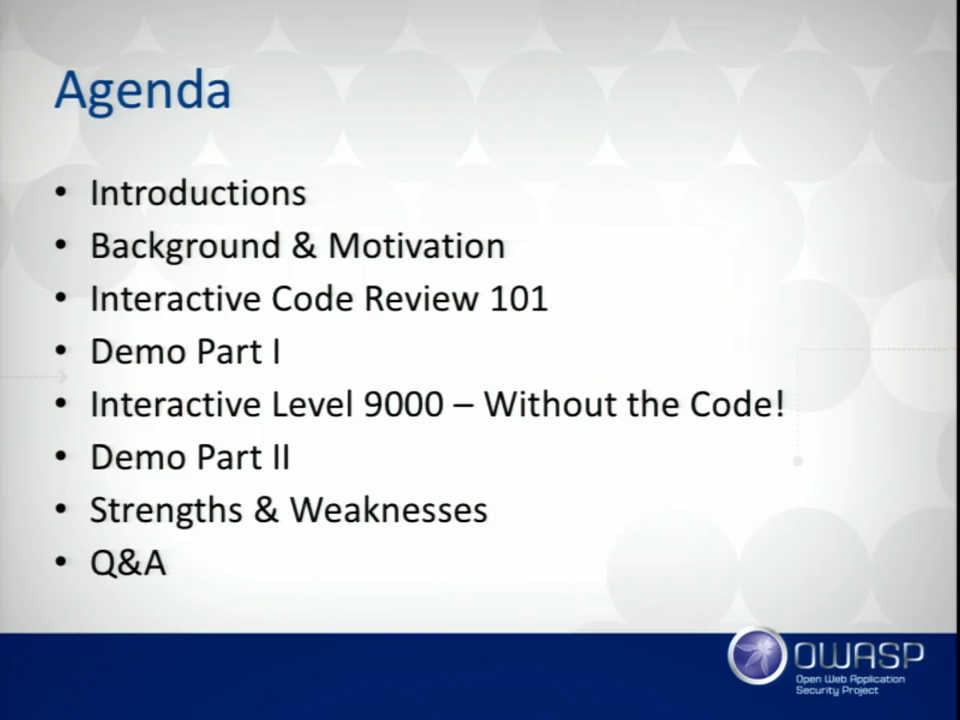 Agenda
• Introductions
• Background & Motivation
• Interactive Code Review 101
• Demo Part I
• Interactive Level 9000 – Without the Code!
• Demo Part II
• Strengths & Weaknesses
• Q&A
OWASP
Open Web Application
Security Project